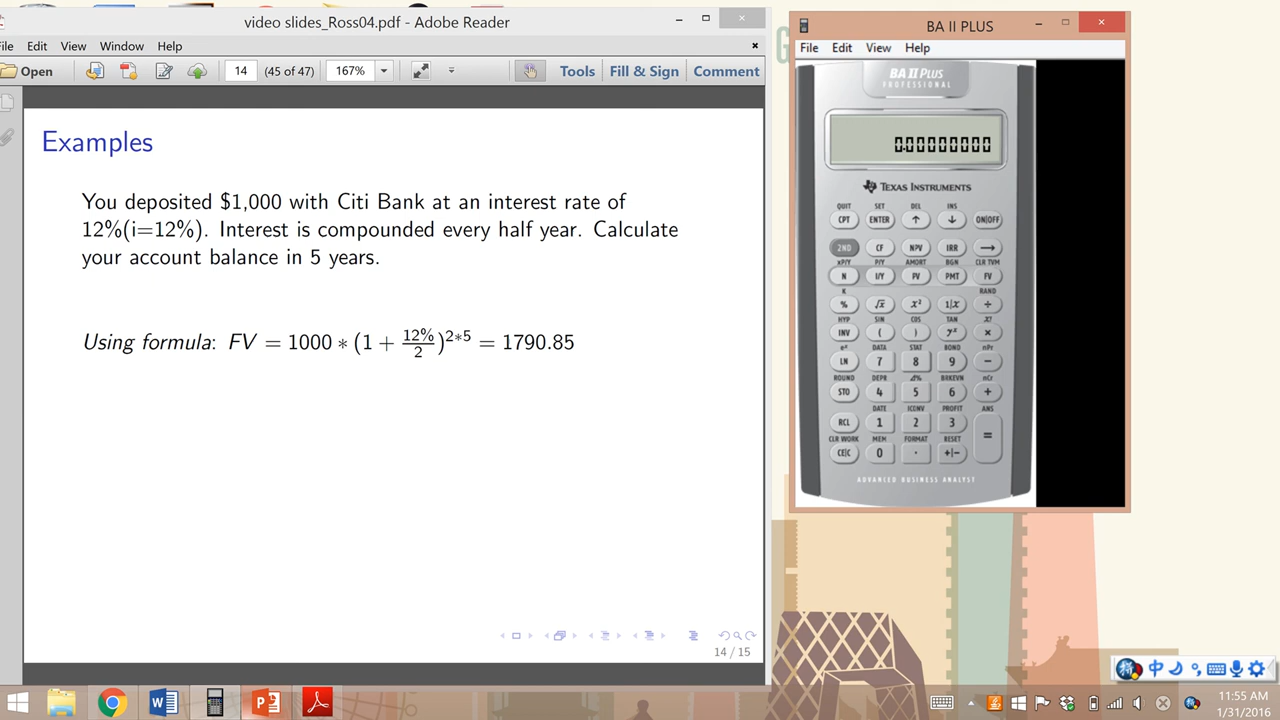 video slides_Ross04.pdf - Adobe Reader
File Edit View Window Help
Open 14 (45 of 47) 167% Tools Fill & Sign Comment
Examples
You deposited $1,000 with Citi Bank at an interest rate of
12%(i=12%). Interest is compounded every half year. Calculate
your account balance in 5 years.
Using formula: FV = 1000 ∗ (1 + 12%/2)^2∗5 = 1790.85
14 / 15
BA II PLUS
File Edit View Help
BA II PLUS
PROFESSIONAL
0.000000000
TEXAS INSTRUMENTS
QUIT SET DEL INS
CPT ENTER ↑ ↓ ON|OFF
2ND CF NPV IRR →
xP/Y P/Y AMORT BGN CLR TVM
N I/Y PV PMT FV
K RAND
% √x x² 1/x ÷
HYP SIN COS TAN x!
INV ( ) yˣ ×
eˣ DATA STAT BOND nPr
LN 7 8 9 −
ROUND DEPR Δ% BRKEVN nCr
STO 4 5 6 +
DATE ICONV PROFIT ANS
RCL 1 2 3 =
CLR WORK MEM FORMAT RESET
CE|C 0 . +|−
ADVANCED BUSINESS ANALYST
中
11:55 AM
1/31/2016